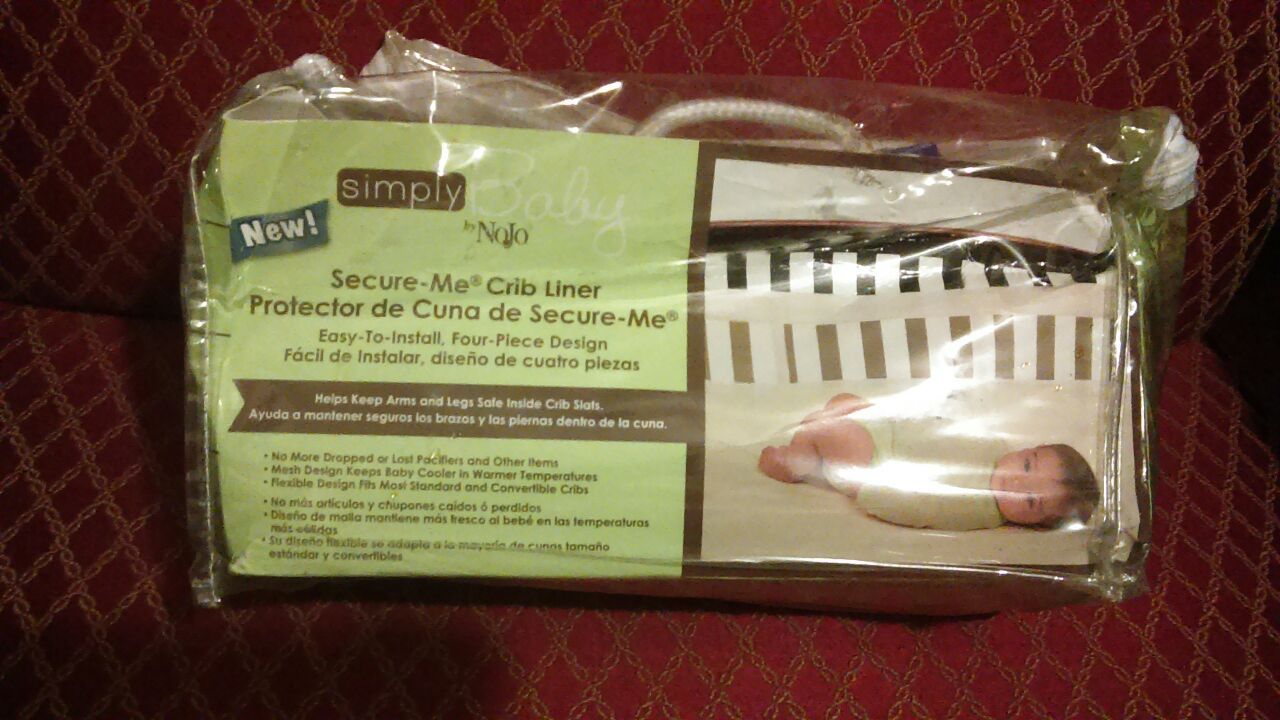 simply Baby
by NoJo
New!
Secure-Me® Crib Liner
Protector de Cuna de Secure-Me®
Easy-To-Install, Four-Piece Design
Fácil de Instalar, diseño de cuatro piezas
Helps Keep Arms and Legs Safe Inside Crib Slats.
Ayuda a mantener seguros los brazos y las piernas dentro de la cuna.
• No More Dropped or Lost Pacifiers and Other Items
• Mesh Design Keeps Baby Cooler in Warmer Temperatures
• Flexible Design Fits Most Standard and Convertible Cribs
• No más artículos y chupones caídos ó perdidos
• Diseño de malla mantiene más fresco al bebé en las temperaturas
más cálidas
• Su diseño flexible se adapta a la mayoría de cunas tamaño
estándar y convertibles